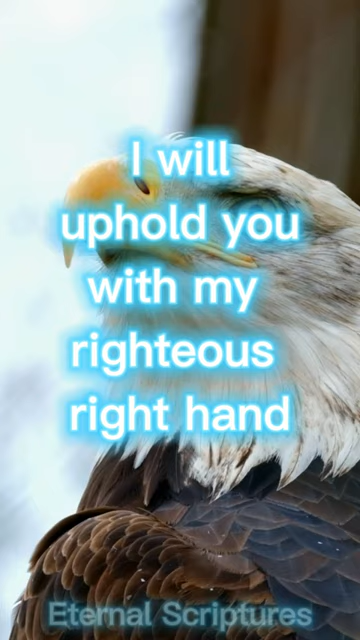 I will
uphold you
with my
righteous
right hand
Eternal Scriptures